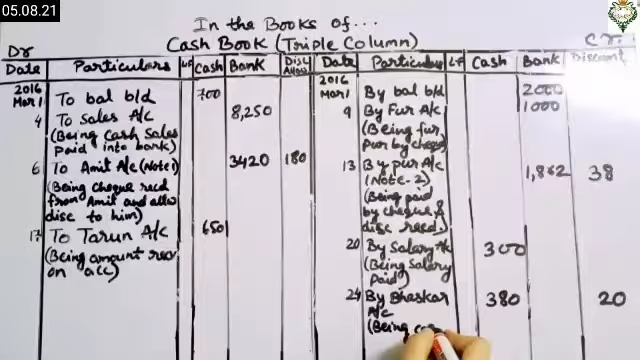 05.08.21
In the Books of...
Cash Book (Triple Column)
Dr
Cr.
Date Particulars LF Cash Bank Disc Allow Date Particulars LF Cash Bank Discount
2016
Mar 1 To bal b/d 700
4 To Sales A/c 8,250
(Being Cash Sales
paid into bank)
6 To Amit A/c (Note 1) 3420 180
(Being cheque recd
from Amit and allo
disc to him)
17 To Tarun A/c 650
(Being amount rec
on acc)
2016
Mar 1 By bal b/d 2000
9 By Fur A/c 1000
(Being fur
pur by cheque)
13 By pur A/c 1,862 38
(Note-2)
(Being paid
by cheque &
disc recd.
20 By Salary A/c 300
(Being Salary
Paid)
24 By Bhaskar 380 20
A/c
(Being